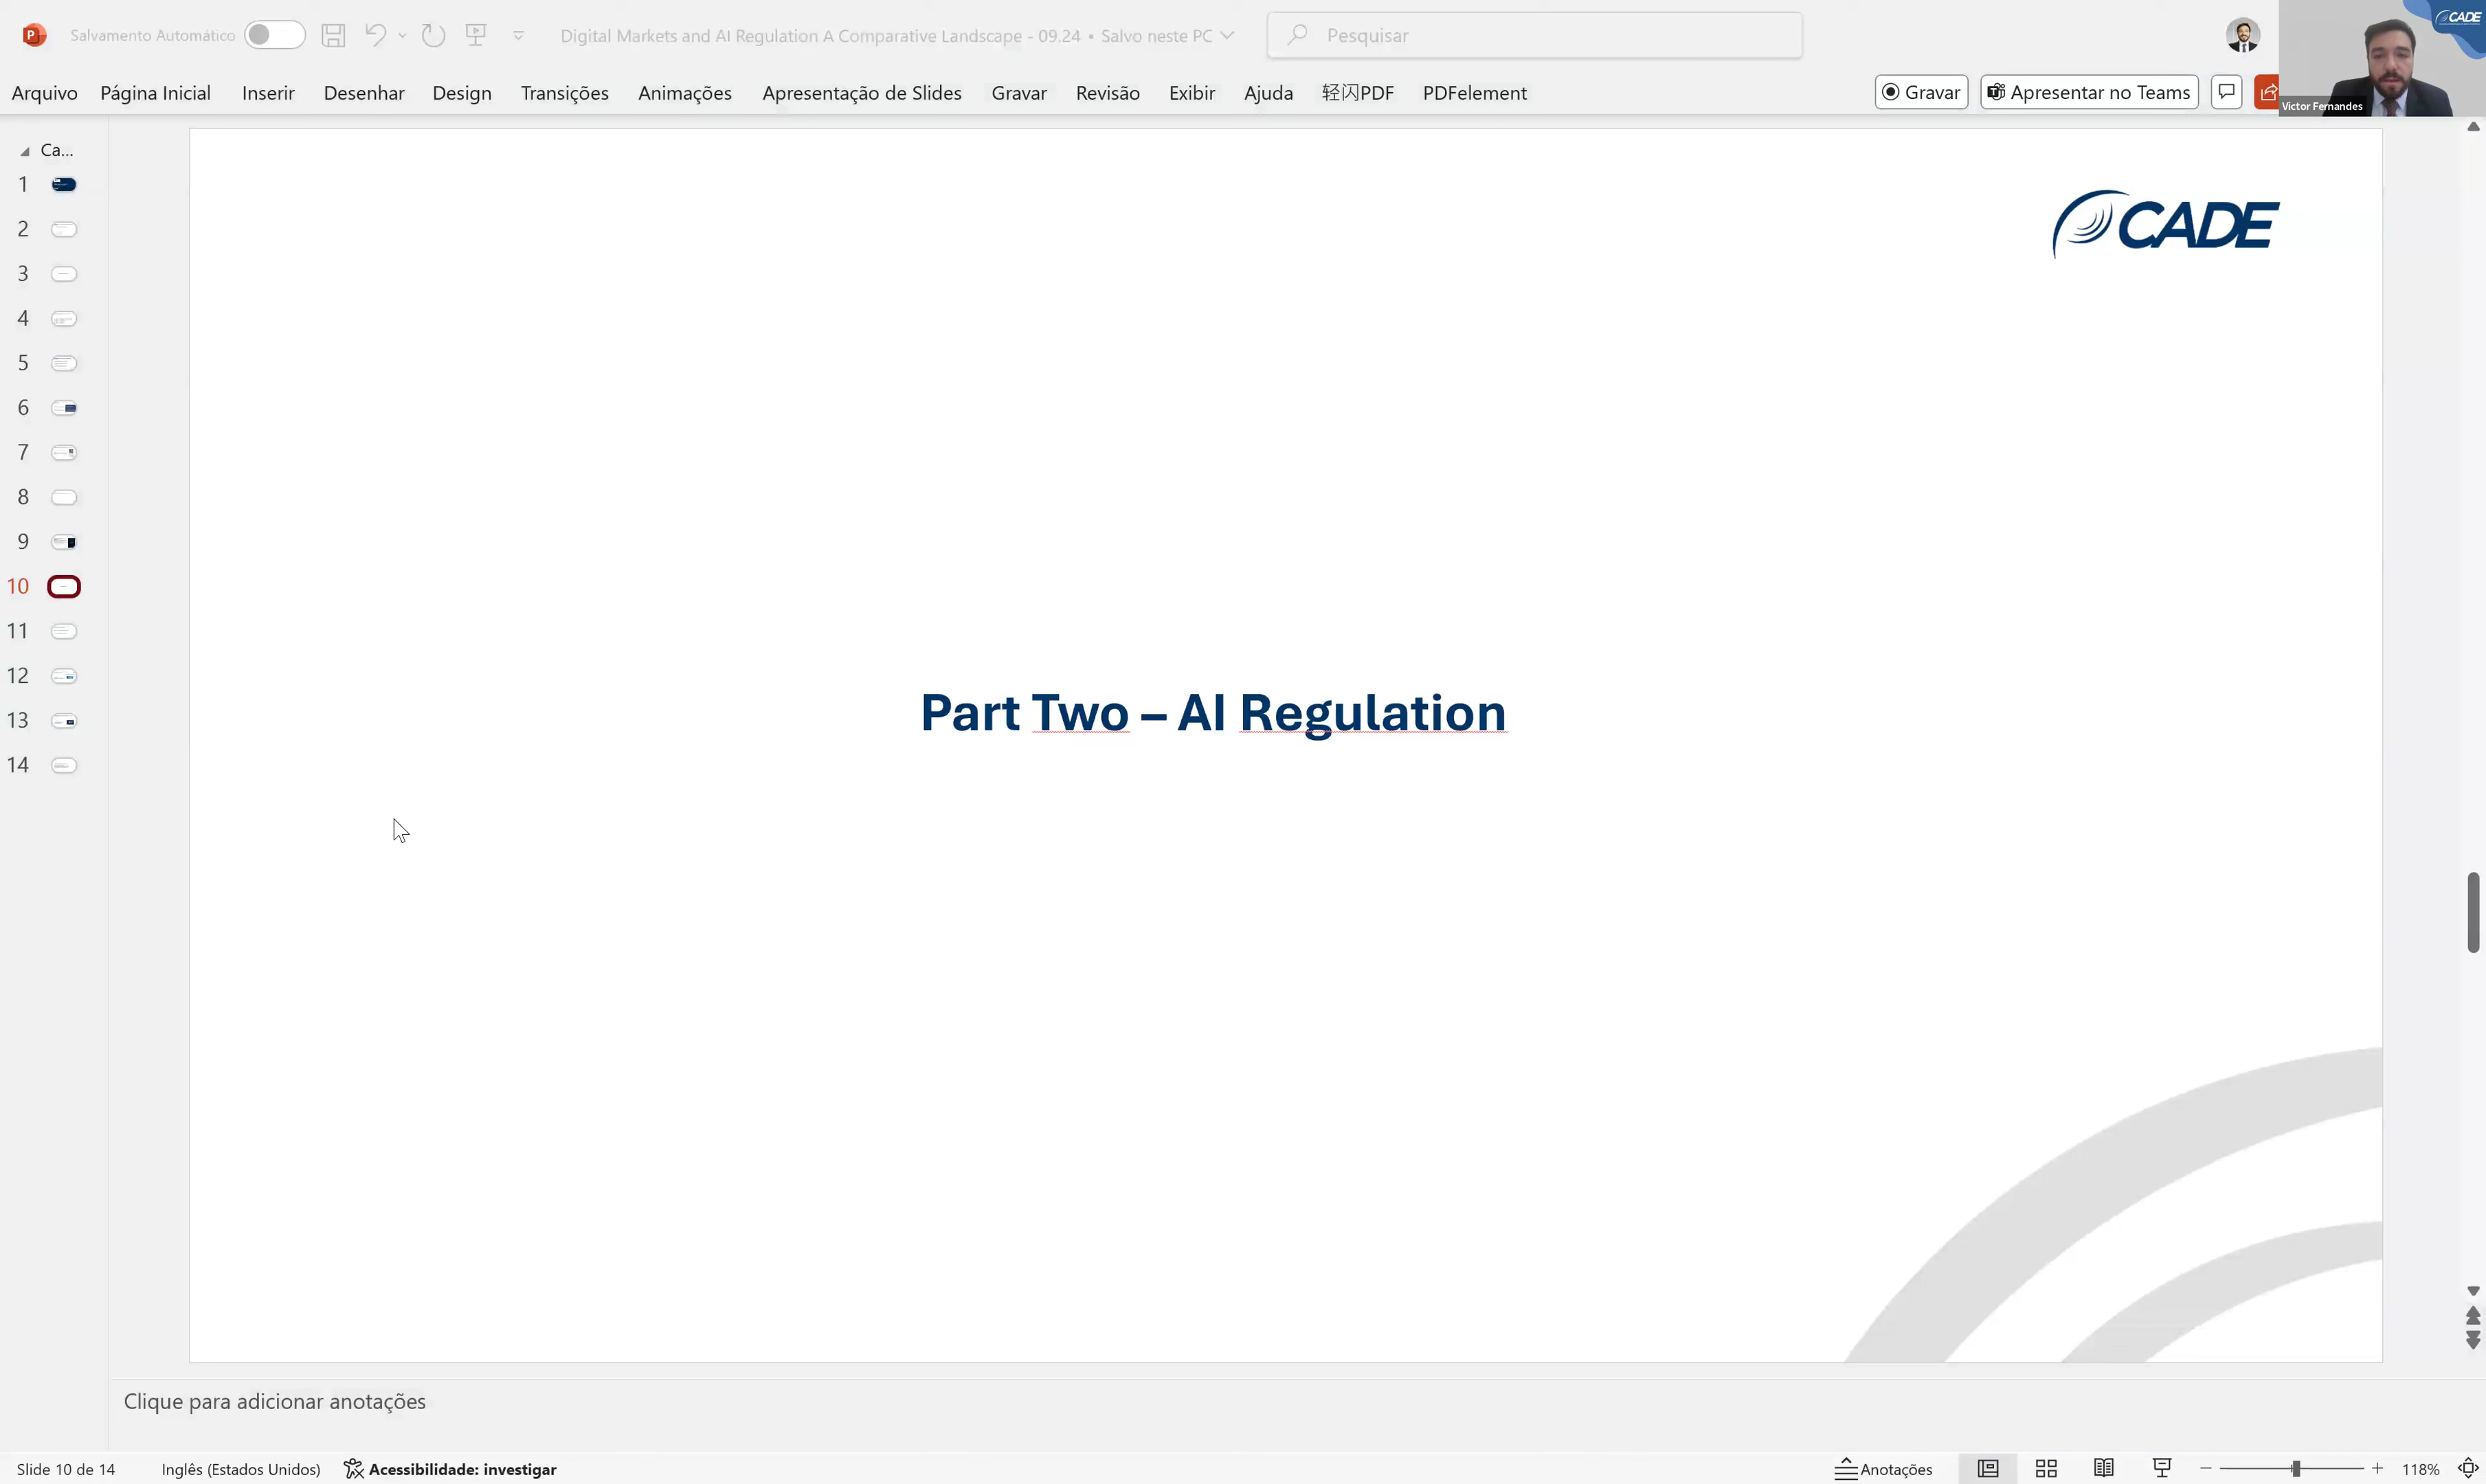 Salvamento Automático
Digital Markets and AI Regulation A Comparative Landscape - 09.24 • Salvo neste PC
Pesquisar
CADE
Arquivo Página Inicial Inserir Desenhar Design Transições Animações Apresentação de Slides Gravar Revisão Exibir Ajuda 轻闪PDF PDFelement
Gravar Apresentar no Teams
Victor Fernandes
Ca...
1
2
3
4
5
6
7
8
9
10
11
12
13
14
CADE
Part Two – AI Regulation
Clique para adicionar anotações
Slide 10 de 14 Inglês (Estados Unidos) Acessibilidade: investigar Anotações 118%